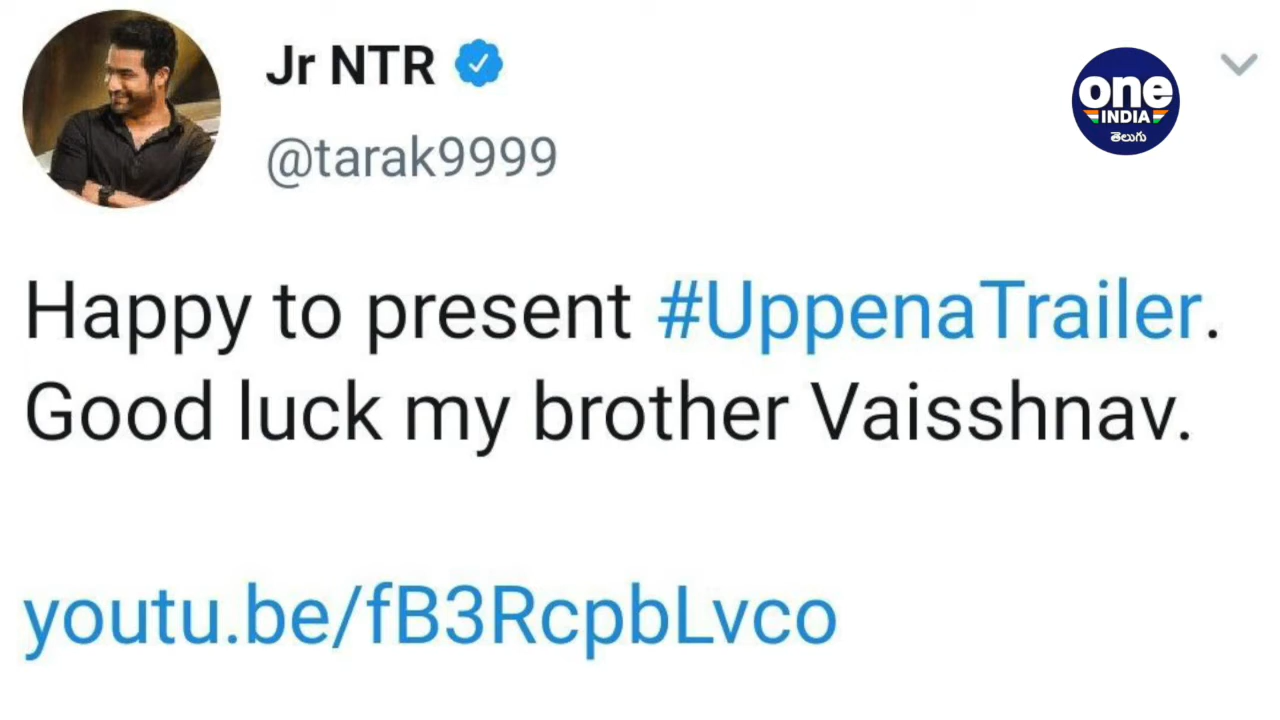 Jr NTR
@tarak9999
one
INDIA
తెలుగు
Happy to present #UppenaTrailer.
Good luck my brother Vaisshnav.
youtu.be/fB3RcpbLvco